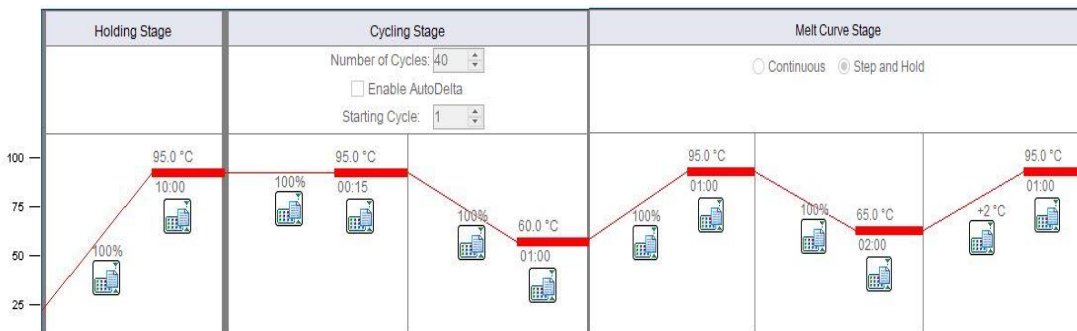 Holding Stage
Cycling Stage
Melt Curve Stage
Number of Cycles: 40
Enable AutoDelta
Starting Cycle: 1
Continuous
Step and Hold
100
75
50
25
95.0 °C
10:00
100%
95.0 °C
100%
00:15
100%
60.0 °C
01:00
95.0 °C
01:00
100%
100%
65.0 °C
02:00
95.0 °C
01:00
+2 °C